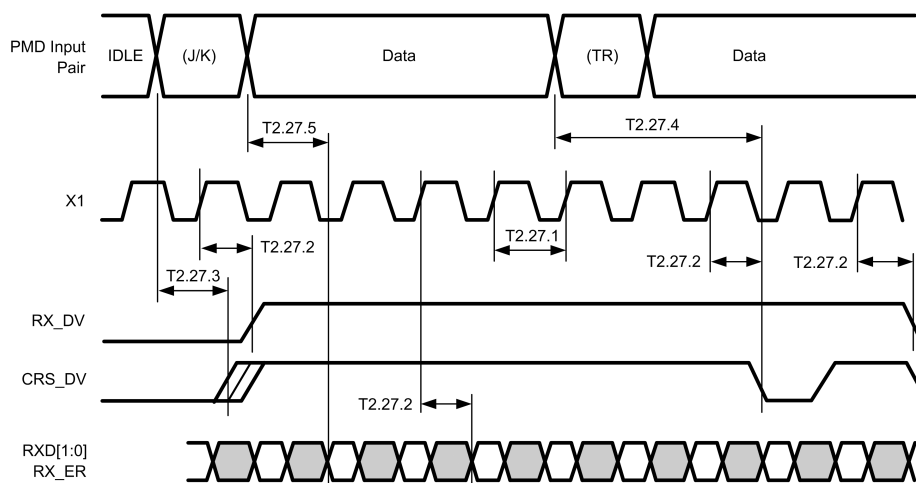 PMD Input
Pair
IDLE
(J/K)
Data
(TR)
Data
T2.27.5
T2.27.4
X1
T2.27.2
T2.27.1
T2.27.3
T2.27.2
T2.27.2
RX_DV
CRS_DV
T2.27.2
RXD[1:0]
RX_ER